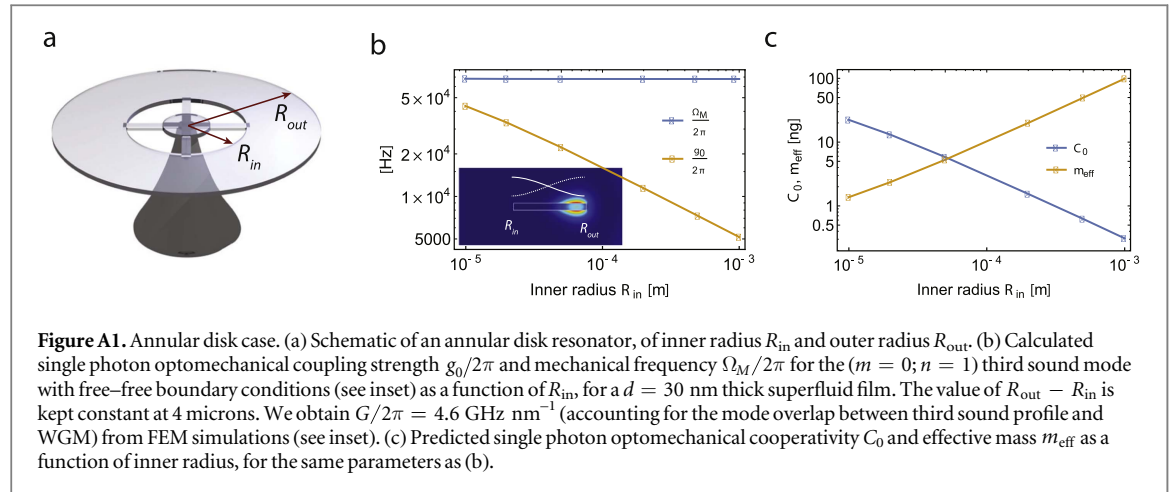 a
R_out
R_in
b
[Hz]
5×10⁴
2×10⁴
1×10⁴
5000
Ω_M
2π
90
2π
R_in
R_out
10⁻⁵
10⁻⁴
10⁻³
Inner radius R_in [m]
c
C_0, m_eff [ng]
100
50
10
5
1
0.5
C_0
m_eff
10⁻⁵
10⁻⁴
10⁻³
Inner radius R_in [m]
Figure A1. Annular disk case. (a) Schematic of an annular disk resonator, of inner radius R_in and outer radius R_out. (b) Calculated
single photon optomechanical coupling strength g_0/2π and mechanical frequency Ω_M/2π for the (m = 0; n = 1) third sound mode
with free–free boundary conditions (see inset) as a function of R_in, for a d = 30 nm thick superfluid film. The value of R_out − R_in is
kept constant at 4 microns. We obtain G/2π = 4.6 GHz nm⁻¹ (accounting for the mode overlap between third sound profile and
WGM) from FEM simulations (see inset). (c) Predicted single photon optomechanical cooperativity C_0 and effective mass m_eff as a
function of inner radius, for the same parameters as (b).